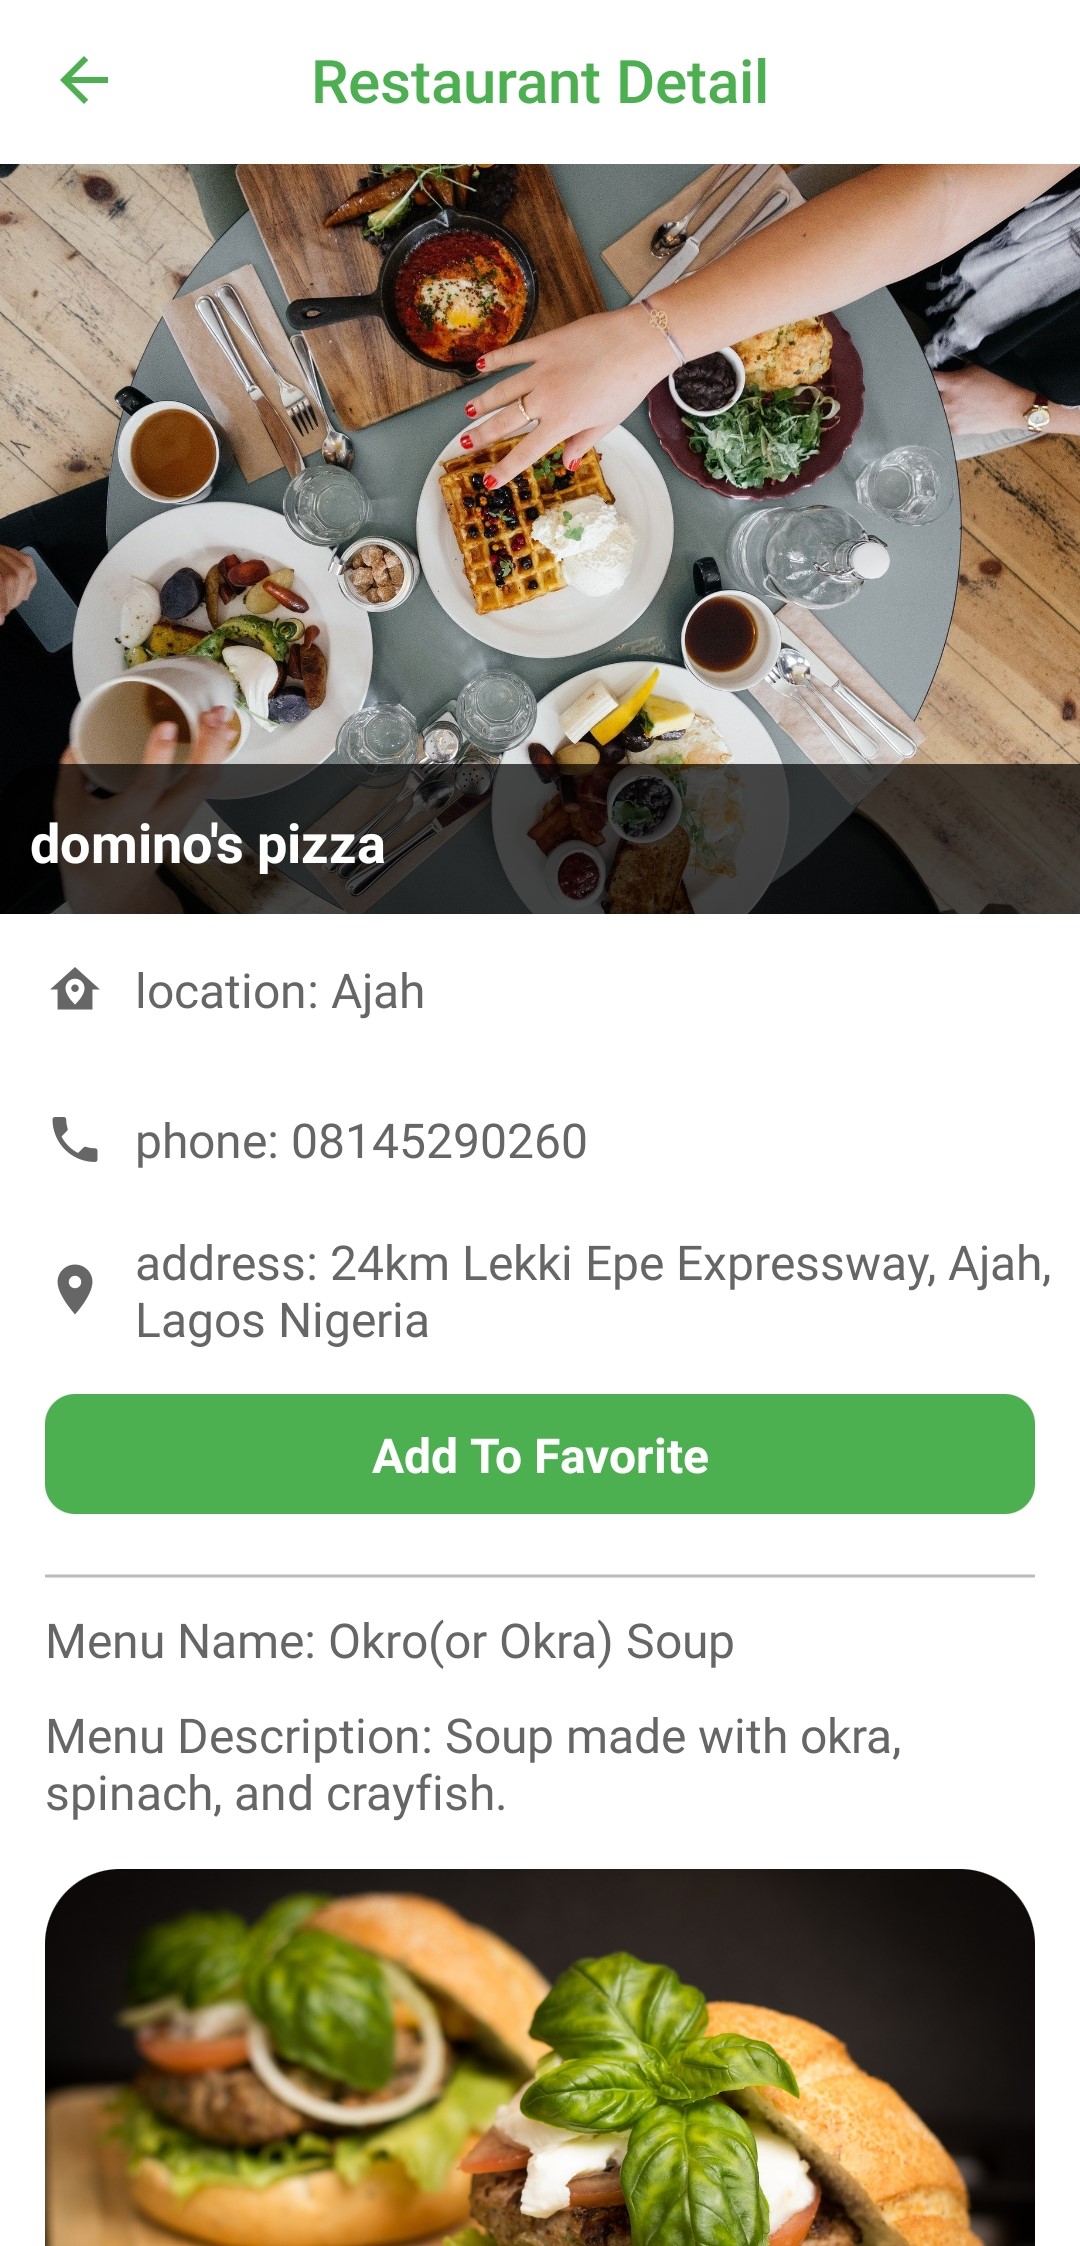 Restaurant Detail
domino's pizza
location: Ajah
phone: 08145290260
address: 24km Lekki Epe Expressway, Ajah,
Lagos Nigeria
Add To Favorite
Menu Name: Okro(or Okra) Soup
Menu Description: Soup made with okra,
spinach, and crayfish.